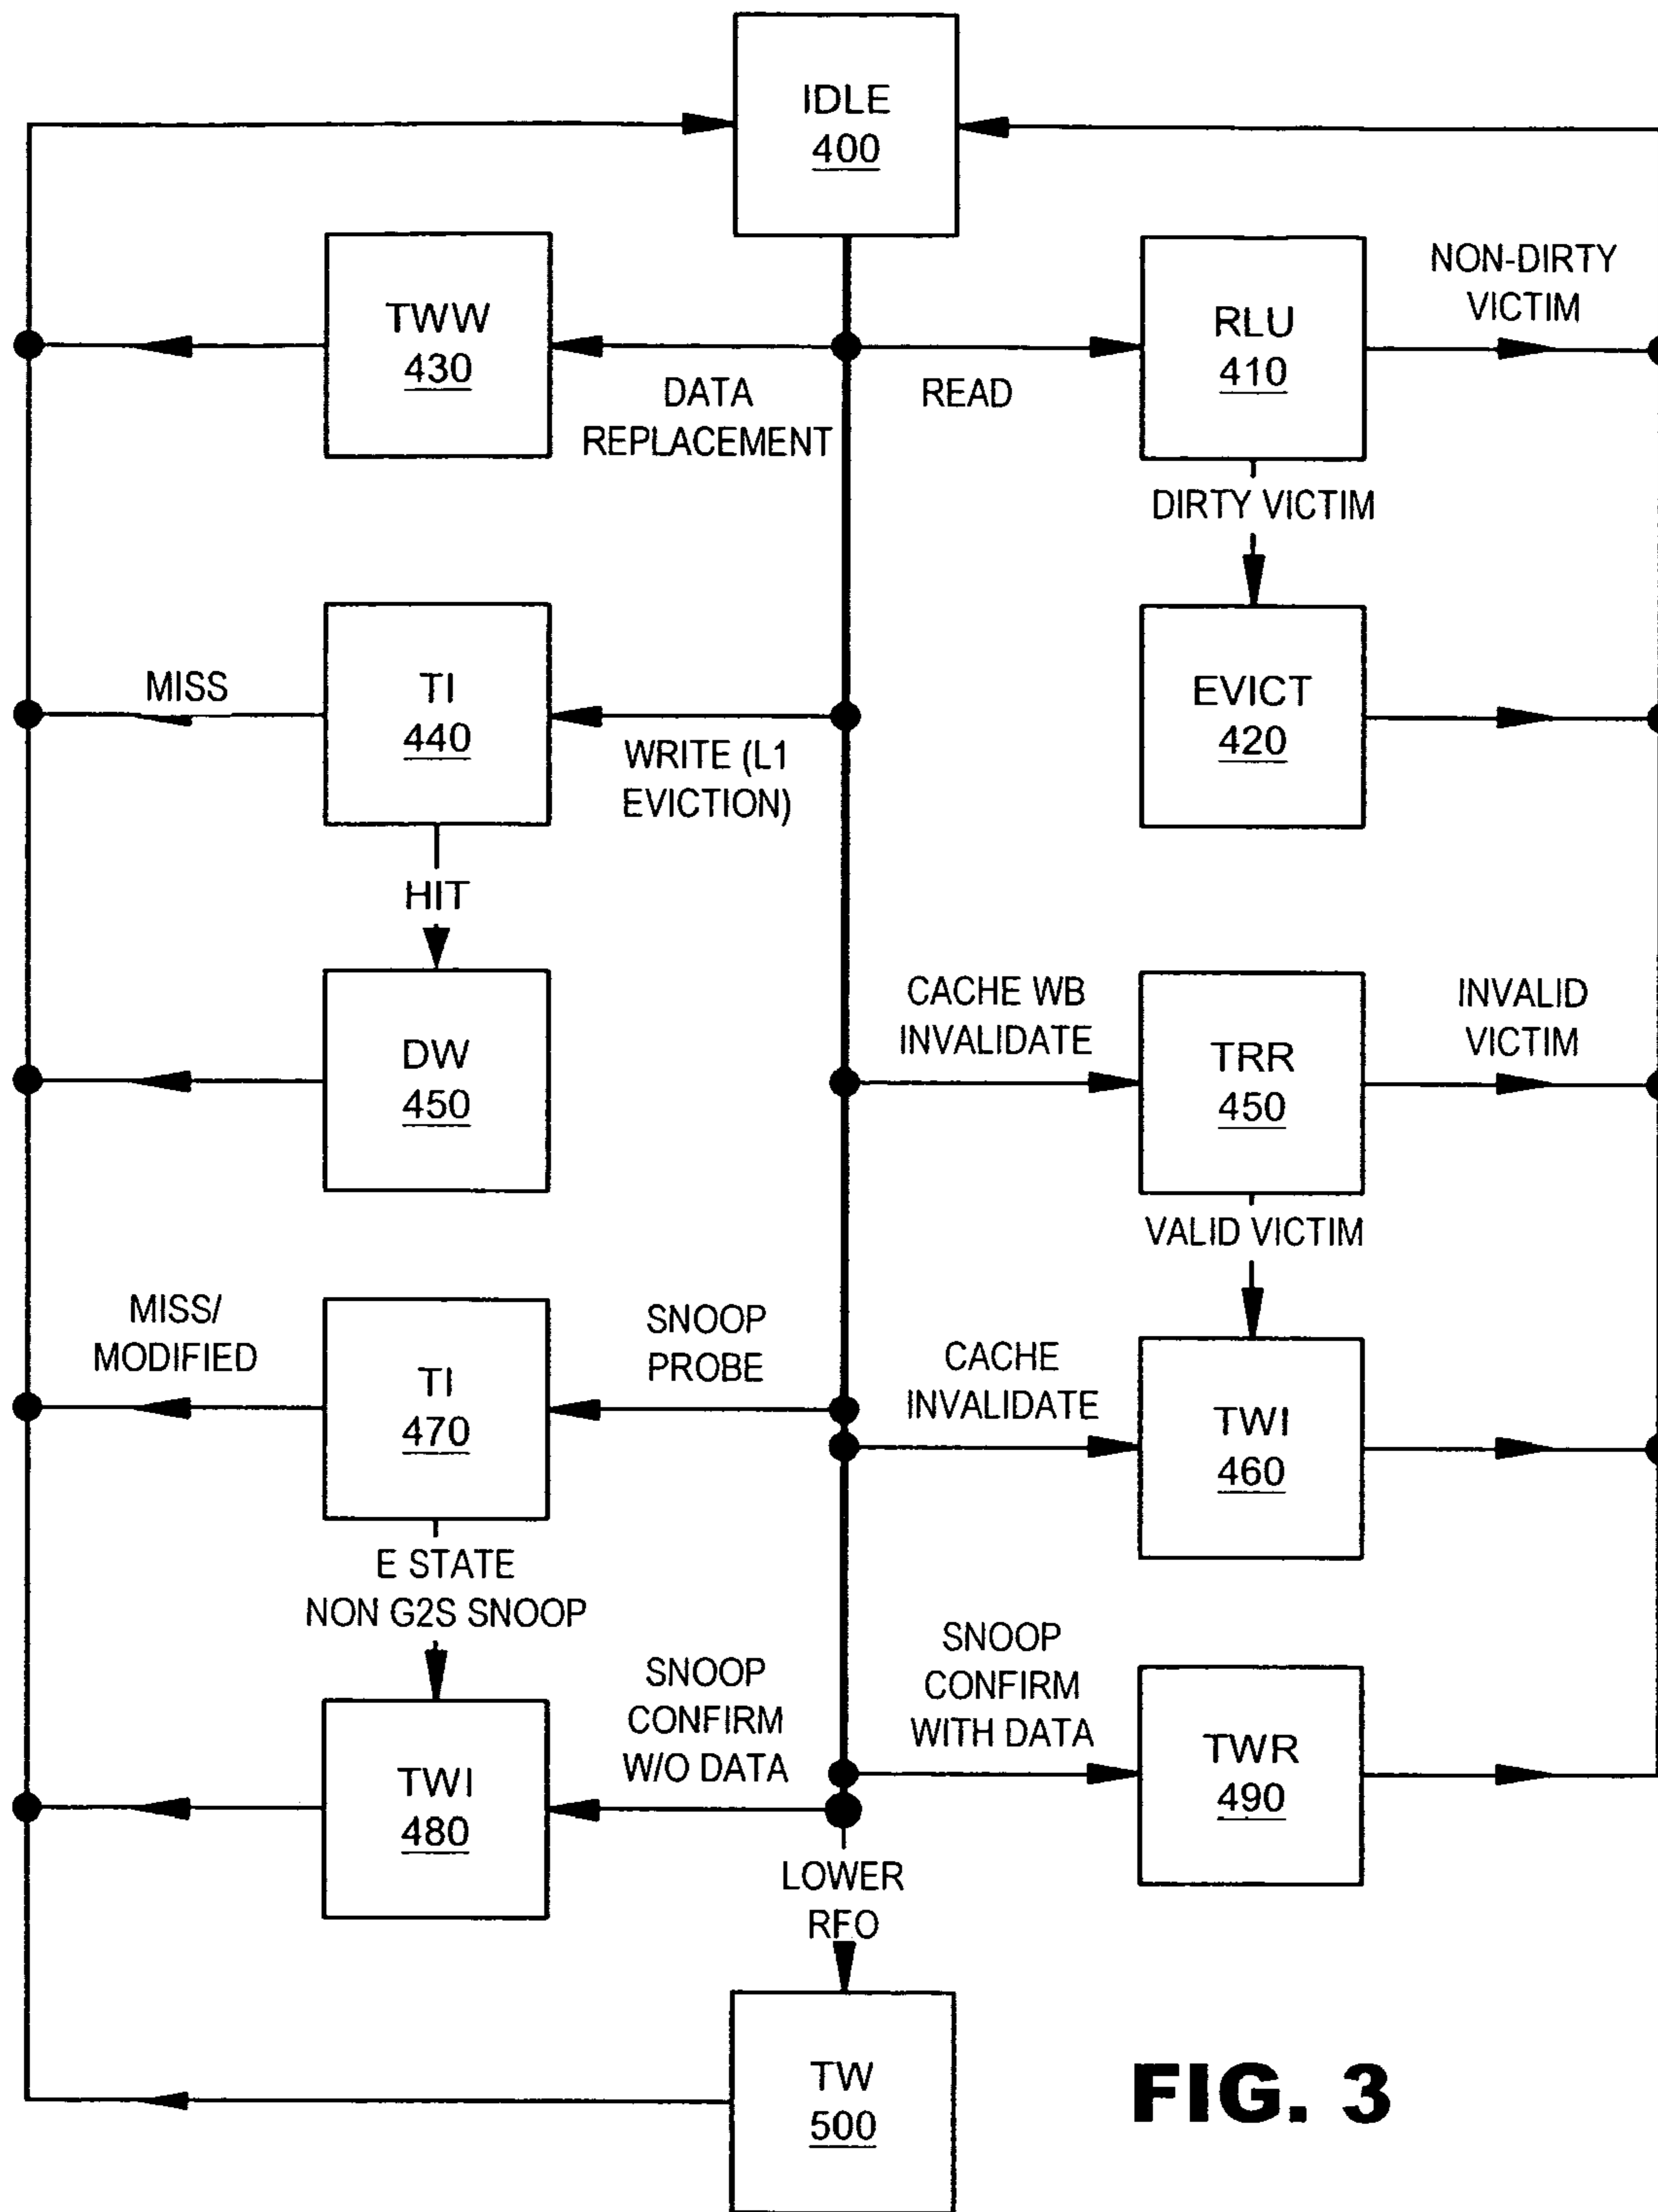 IDLE
400
TWW
430
DATA
REPLACEMENT
READ
RLU
410
NON-DIRTY
VICTIM
DIRTY VICTIM
MISS
TI
440
WRITE (L1
EVICTION)
EVICT
420
HIT
DW
450
CACHE WB
INVALIDATE
TRR
450
INVALID
VICTIM
VALID VICTIM
MISS/
MODIFIED
TI
470
SNOOP
PROBE
CACHE
INVALIDATE
TWI
460
E STATE
NON G2S SNOOP
TWI
480
SNOOP
CONFIRM
W/O DATA
SNOOP
CONFIRM
WITH DATA
TWR
490
LOWER
RFO
TW
500
FIG. 3